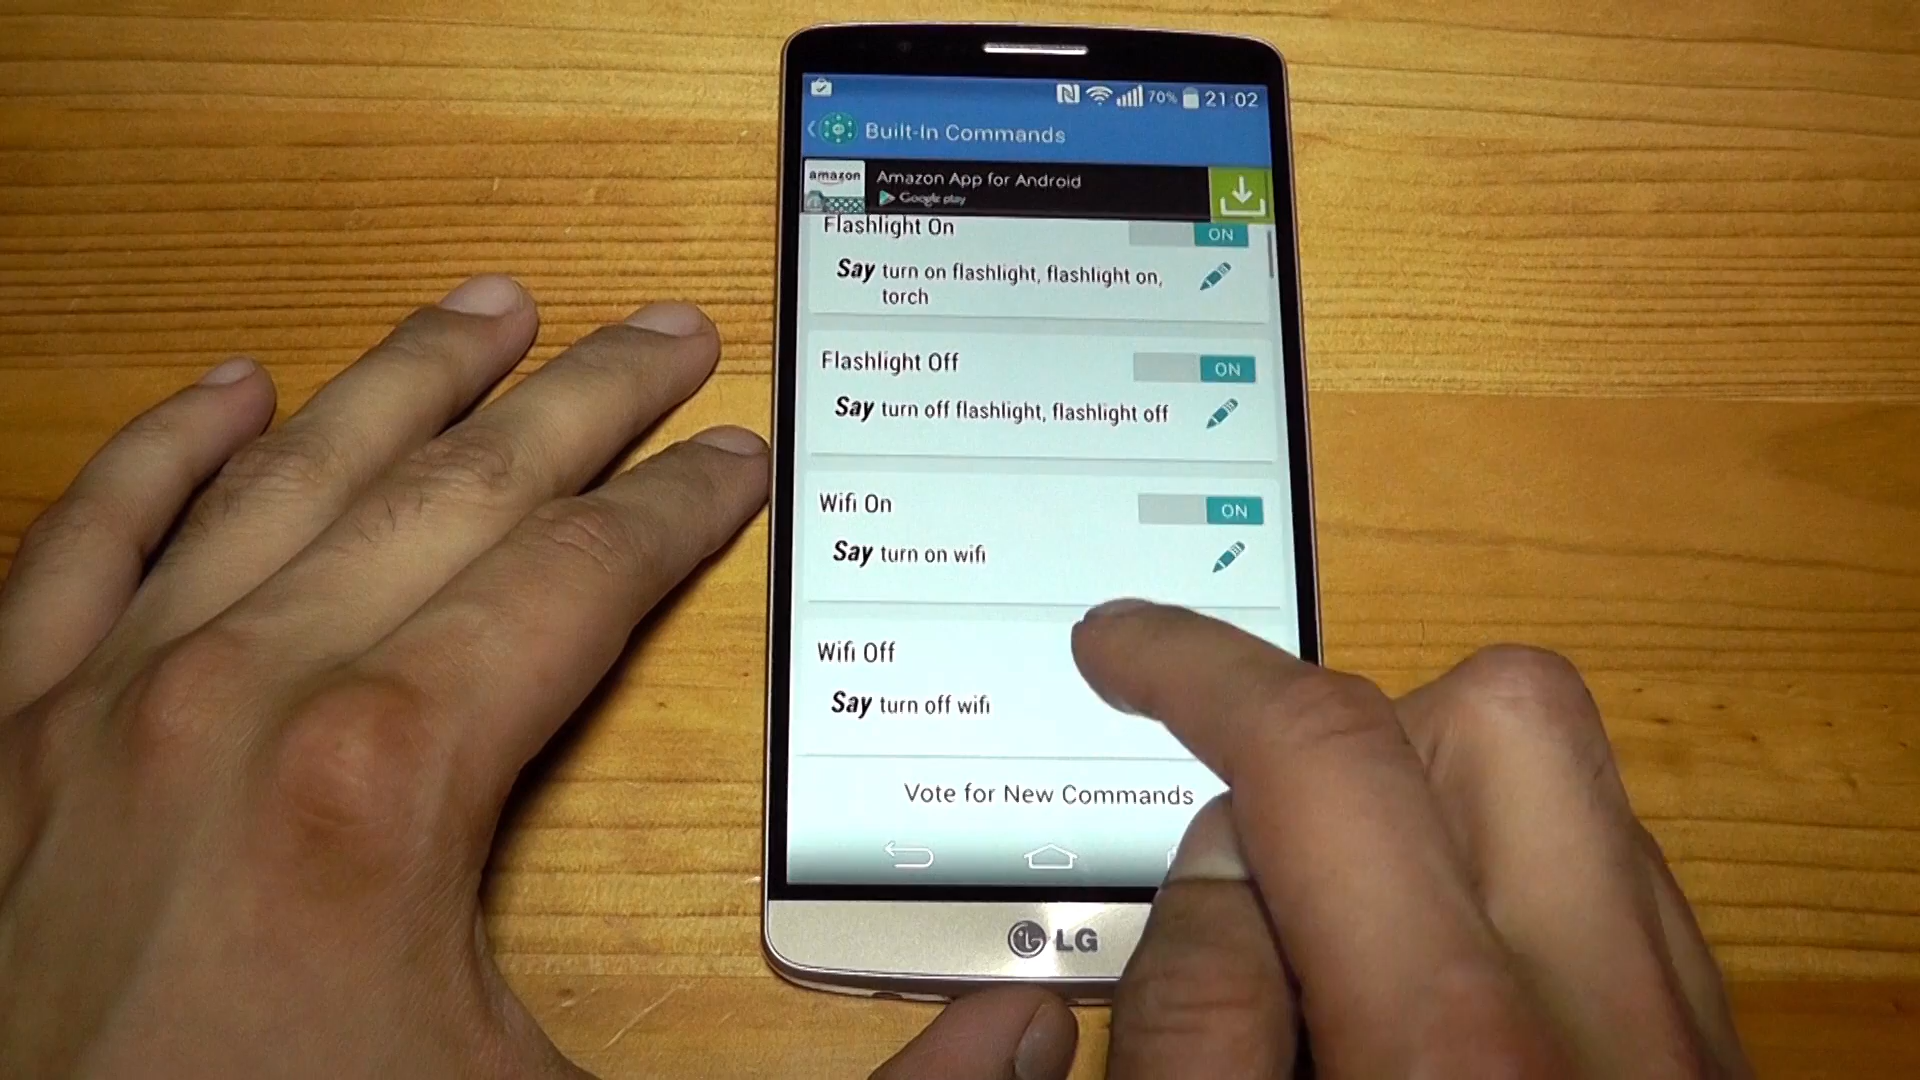 70% 21:02
Built-In Commands
amazon
Amazon App for Android
Google play
Flashlight On
ON
Say turn on flashlight, flashlight on,
torch
Flashlight Off
ON
Say turn off flashlight, flashlight off
Wifi On
ON
Say turn on wifi
Wifi Off
Say turn off wifi
Vote for New Commands
LG